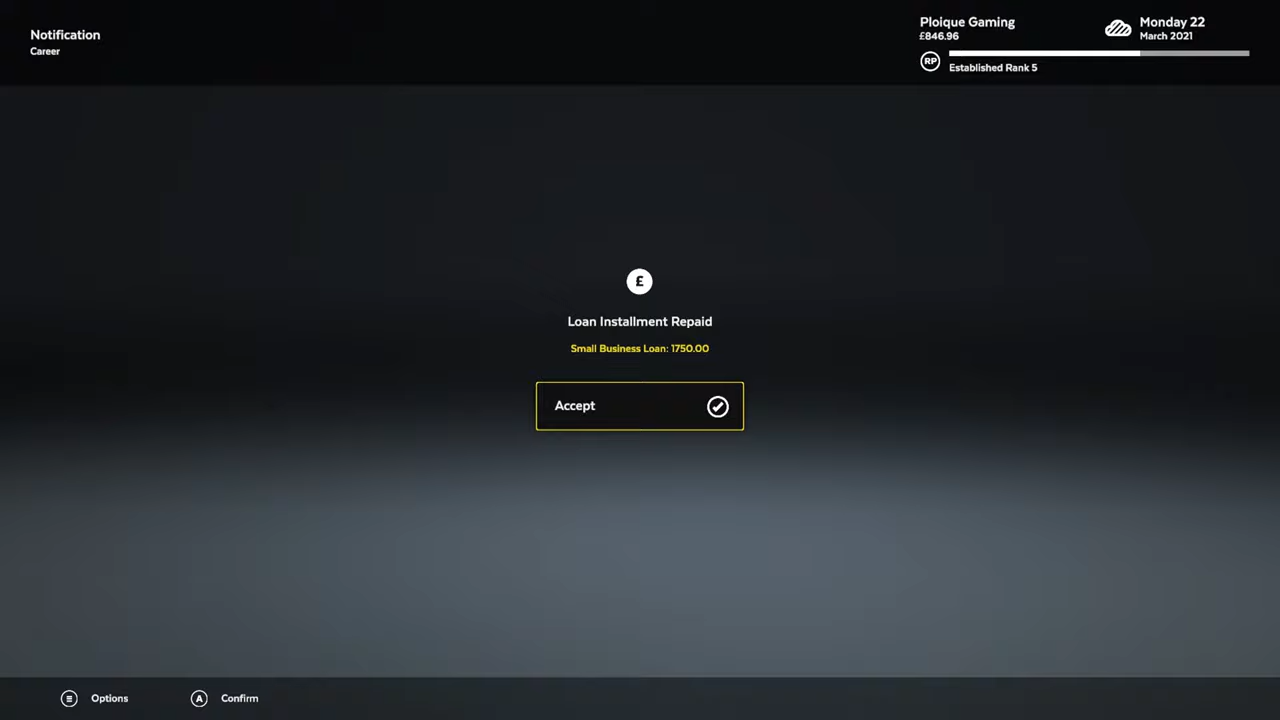 Notification
Career
Ploique Gaming
£846.96
Monday 22
March 2021
RP
Established Rank 5
£
Loan Installment Repaid
Small Business Loan: 1750.00
Accept
Options
A Confirm